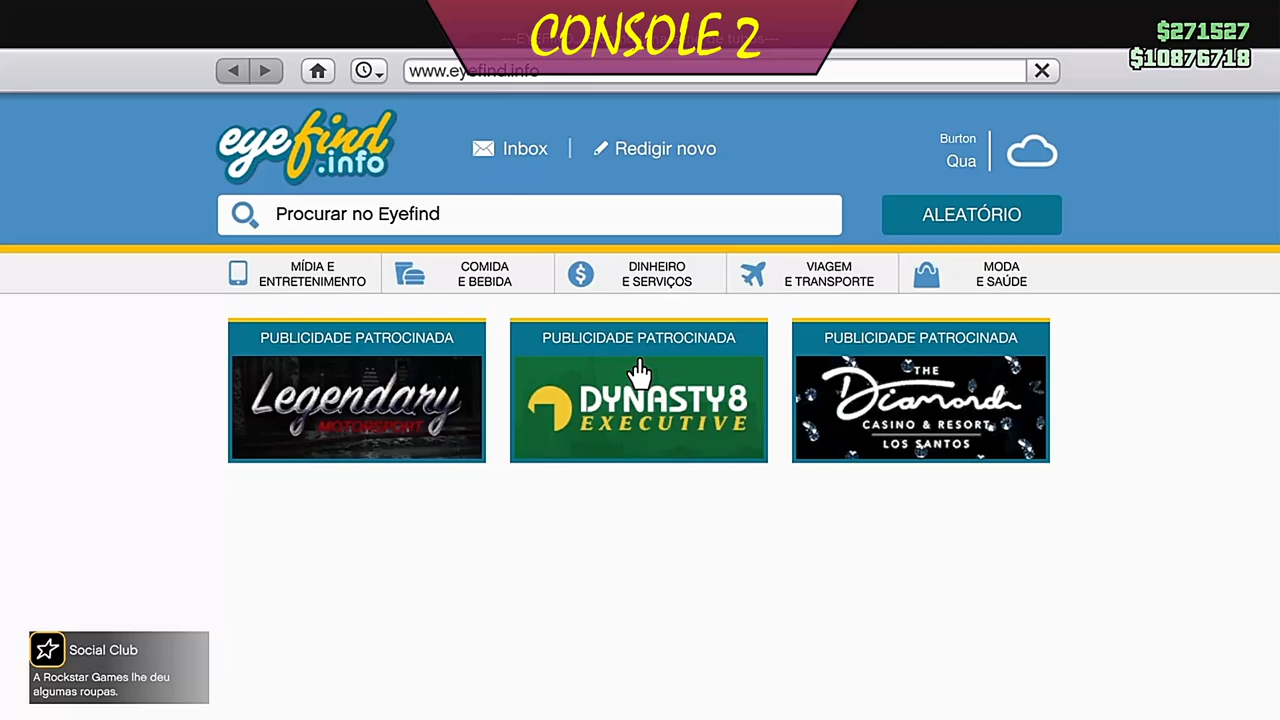 CONSOLE 2
$271527
$10876718
www.eyefind.info
eyefind
.info
Inbox
Redigir novo
Burton
Qua
Procurar no Eyefind
ALEATÓRIO
MÍDIA E
ENTRETENIMENTO
COMIDA
E BEBIDA
DINHEIRO
E SERVIÇOS
VIAGEM
E TRANSPORTE
MODA
E SAÚDE
PUBLICIDADE PATROCINADA
Legendary
MOTORSPORT
PUBLICIDADE PATROCINADA
DYNASTY8
EXECUTIVE
PUBLICIDADE PATROCINADA
THE
Diamond
CASINO & RESORT
LOS SANTOS
Social Club
A Rockstar Games lhe deu
algumas roupas.